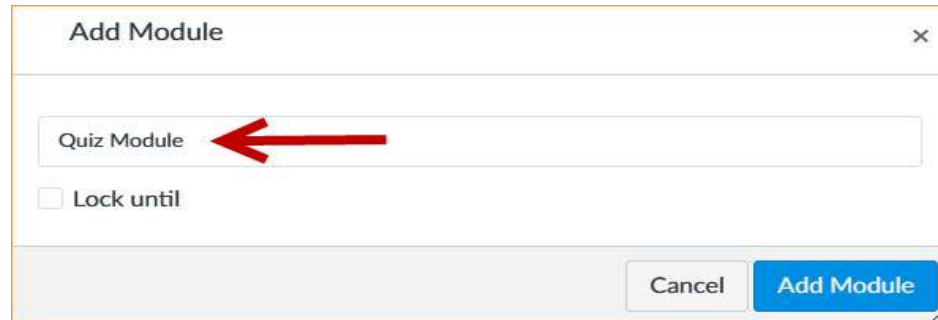 Add Module ×
Quiz Module
Lock until
Cancel Add Module